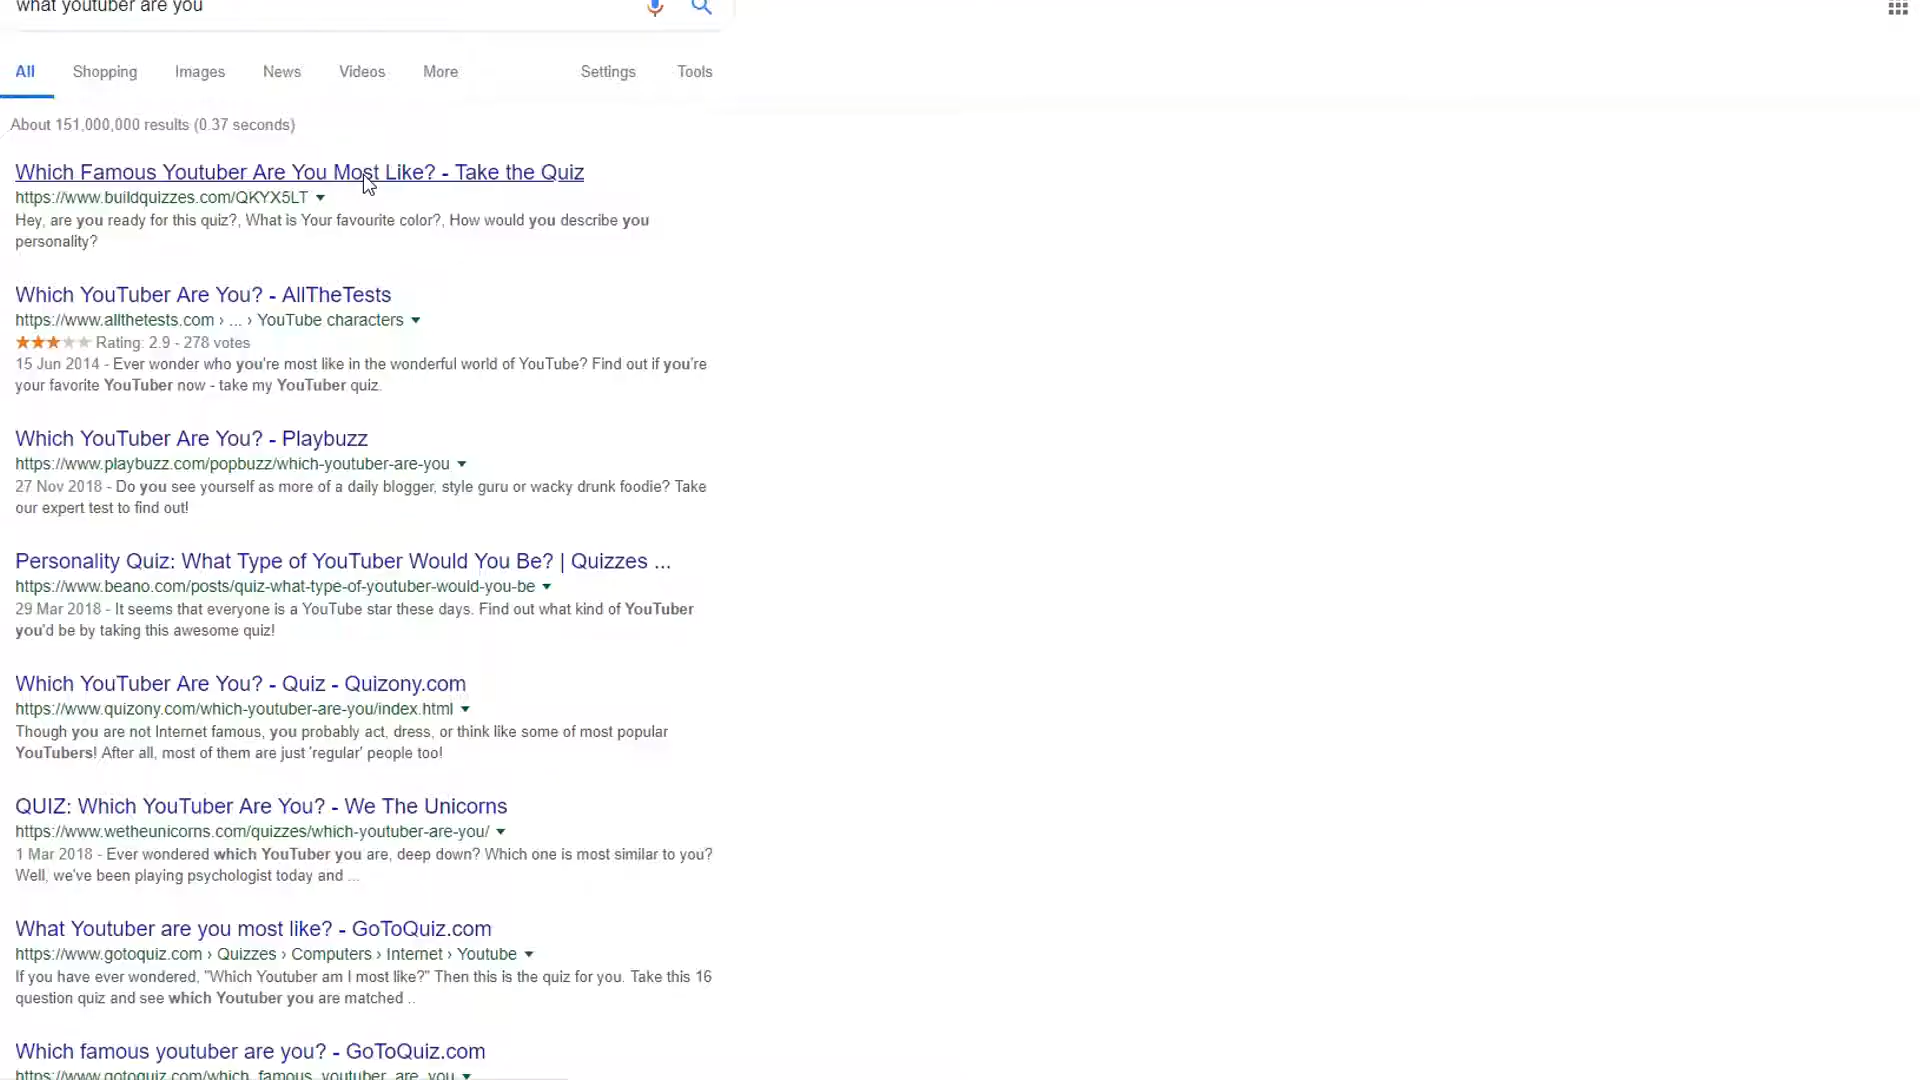 what youtuber are you
All Shopping Images News Videos More Settings Tools
About 151,000,000 results (0.37 seconds)
Which Famous Youtuber Are You Most Like? - Take the Quiz
https://www.buildquizzes.com/QKYX5LT
Hey, are you ready for this quiz?, What is Your favourite color?, How would you describe you
personality?
Which YouTuber Are You? - AllTheTests
https://www.allthetests.com › ... › YouTube characters
Rating: 2.9 - 278 votes
15 Jun 2014 - Ever wonder who you're most like in the wonderful world of YouTube? Find out if you're
your favorite YouTuber now - take my YouTuber quiz.
Which YouTuber Are You? - Playbuzz
https://www.playbuzz.com/popbuzz/which-youtuber-are-you
27 Nov 2018 - Do you see yourself as more of a daily blogger, style guru or wacky drunk foodie? Take
our expert test to find out!
Personality Quiz: What Type of YouTuber Would You Be? | Quizzes ...
https://www.beano.com/posts/quiz-what-type-of-youtuber-would-you-be
29 Mar 2018 - It seems that everyone is a YouTube star these days. Find out what kind of YouTuber
you'd be by taking this awesome quiz!
Which YouTuber Are You? - Quiz - Quizony.com
https://www.quizony.com/which-youtuber-are-you/index.html
Though you are not Internet famous, you probably act, dress, or think like some of most popular
YouTubers! After all, most of them are just 'regular' people too!
QUIZ: Which YouTuber Are You? - We The Unicorns
https://www.wetheunicorns.com/quizzes/which-youtuber-are-you/
1 Mar 2018 - Ever wondered which YouTuber you are, deep down? Which one is most similar to you?
Well, we've been playing psychologist today and ...
What Youtuber are you most like? - GoToQuiz.com
https://www.gotoquiz.com › Quizzes › Computers › Internet › Youtube
If you have ever wondered, "Which Youtuber am I most like?" Then this is the quiz for you. Take this 16
question quiz and see which Youtuber you are matched ..
Which famous youtuber are you? - GoToQuiz.com
https://www.gotoquiz.com/which_famous_youtuber_are_you